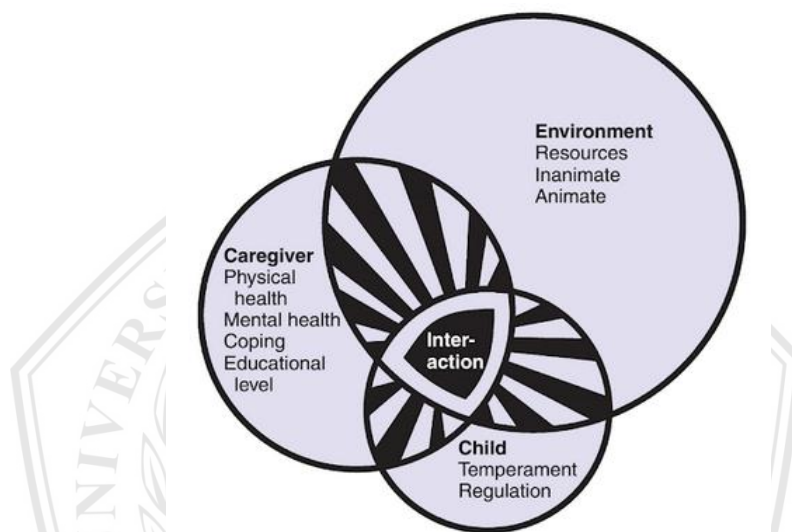 Environment
Resources
Inanimate
Animate
Caregiver
Physical
health
Mental health
Coping
Educational
level
Inter-
action
Child
Temperament
Regulation